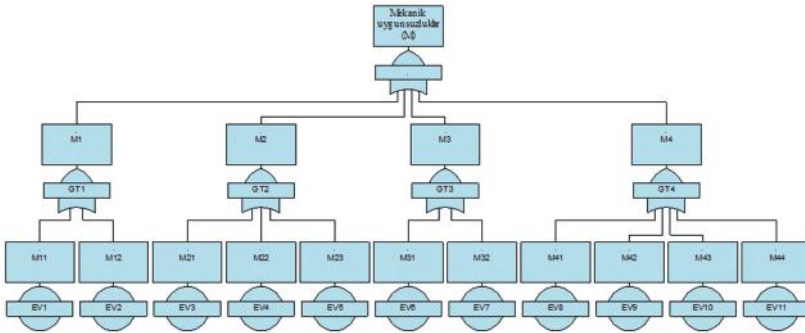 Mekanik
uygunsuzluklar
(M)
M1
M2
M3
M4
GT1
GT2
GT3
GT4
M11
M12
M21
M22
M23
M31
M32
M41
M42
M43
M44
EV1
EV2
EV3
EV4
EV5
EV6
EV7
EV8
EV9
EV10
EV11